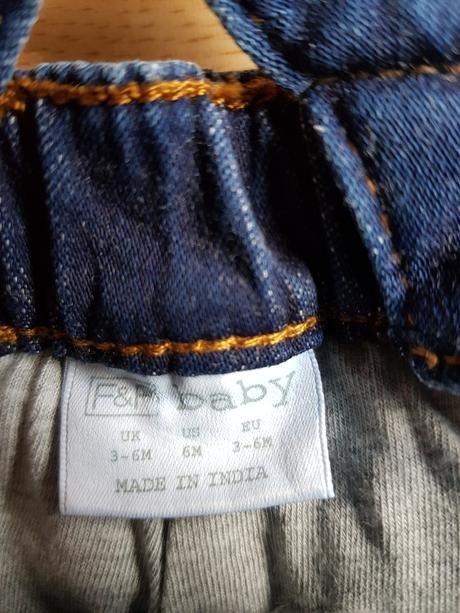 F&F baby
UK US EU
3-6M 6M 3-6M
MADE IN INDIA